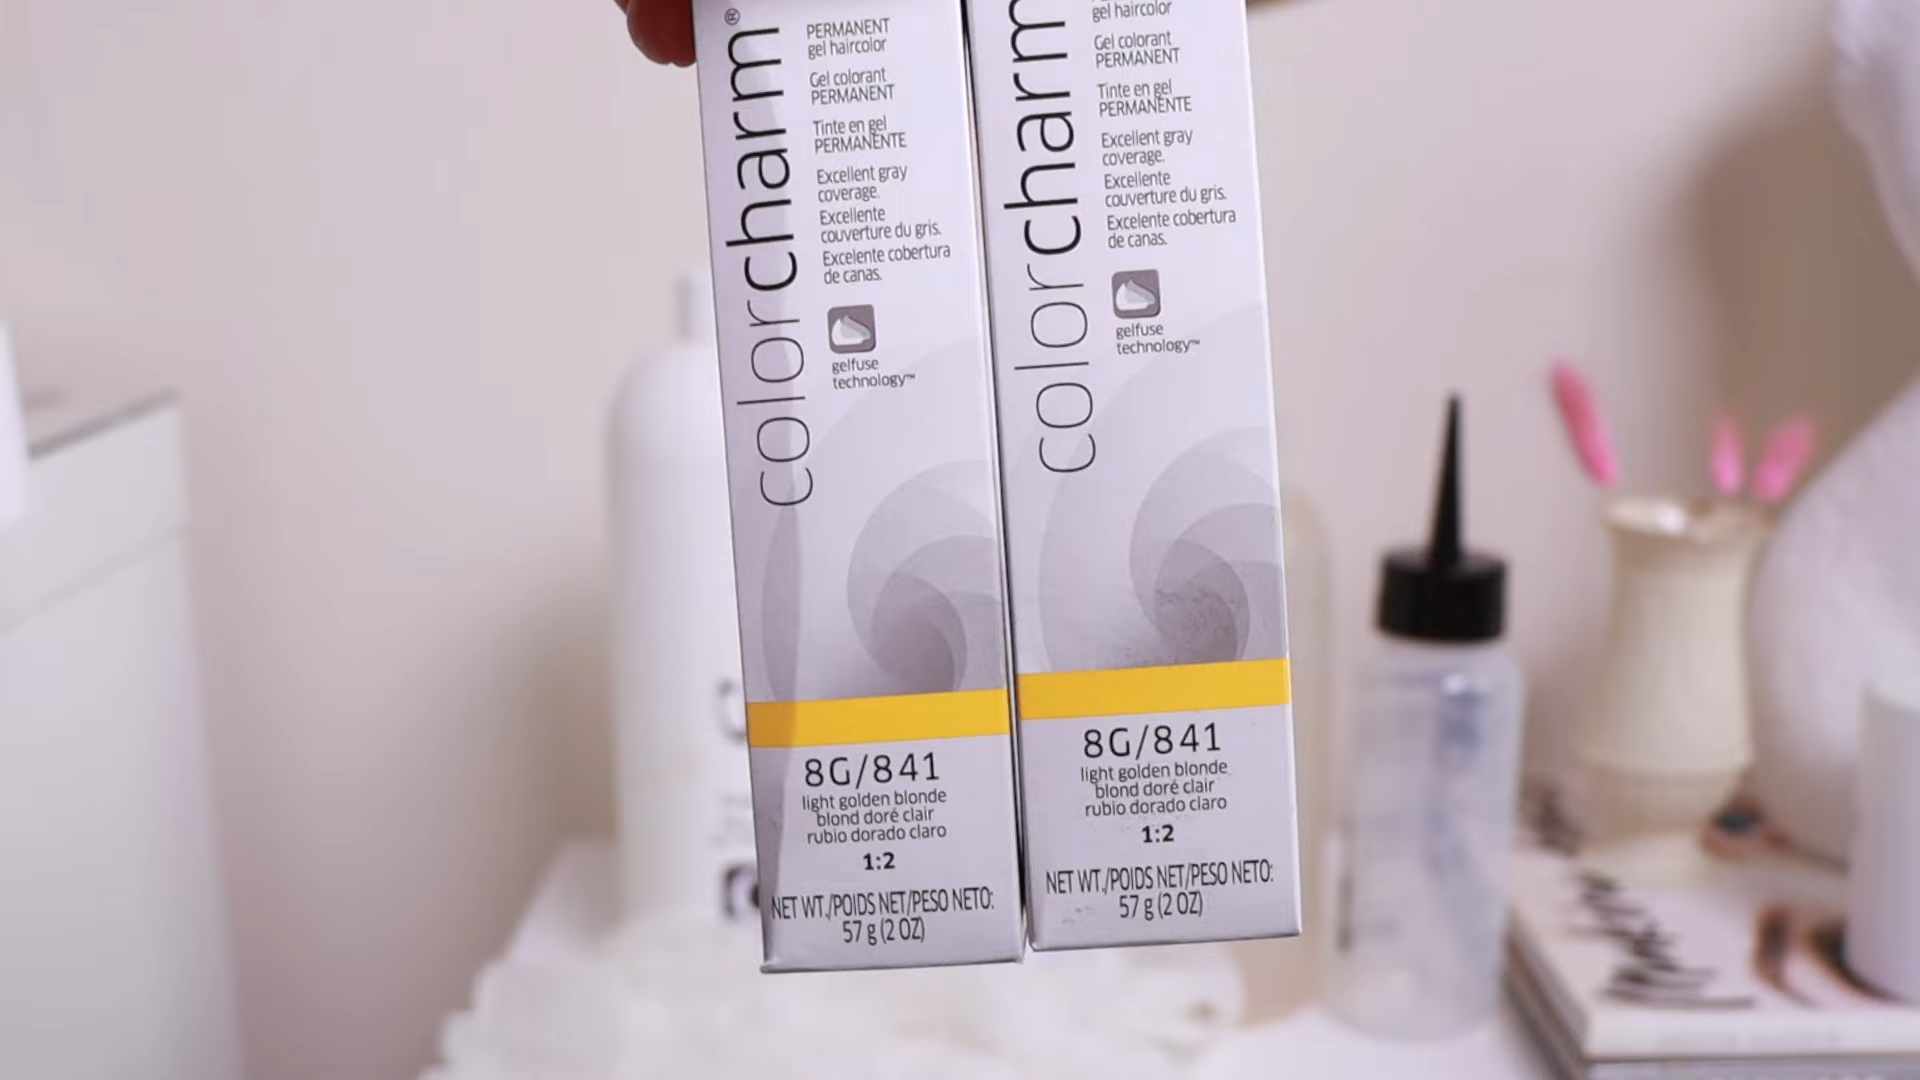 colorcharm®
PERMANENT
gel haircolor
Gel colorant
PERMANENT
Tinte en gel
PERMANENTE
Excellent gray
coverage.
Excellente
couverture du gris.
Excelente cobertura
de canas.
gelfuse
technology™
8G/841
light golden blonde
blond doré clair
rubio dorado claro
1:2
NET WT./POIDS NET/PESO NETO:
57 g (2 OZ)
colorcharm
gel haircolor
Gel colorant
PERMANENT
Tinte en gel
PERMANENTE
Excellent gray
coverage.
Excellente
couverture du gris.
Excelente cobertura
de canas.
gelfuse
technology™
8G/841
light golden blonde
blond doré clair
rubio dorado claro
1:2
NET WT./POIDS NET/PESO NETO:
57 g (2 OZ)